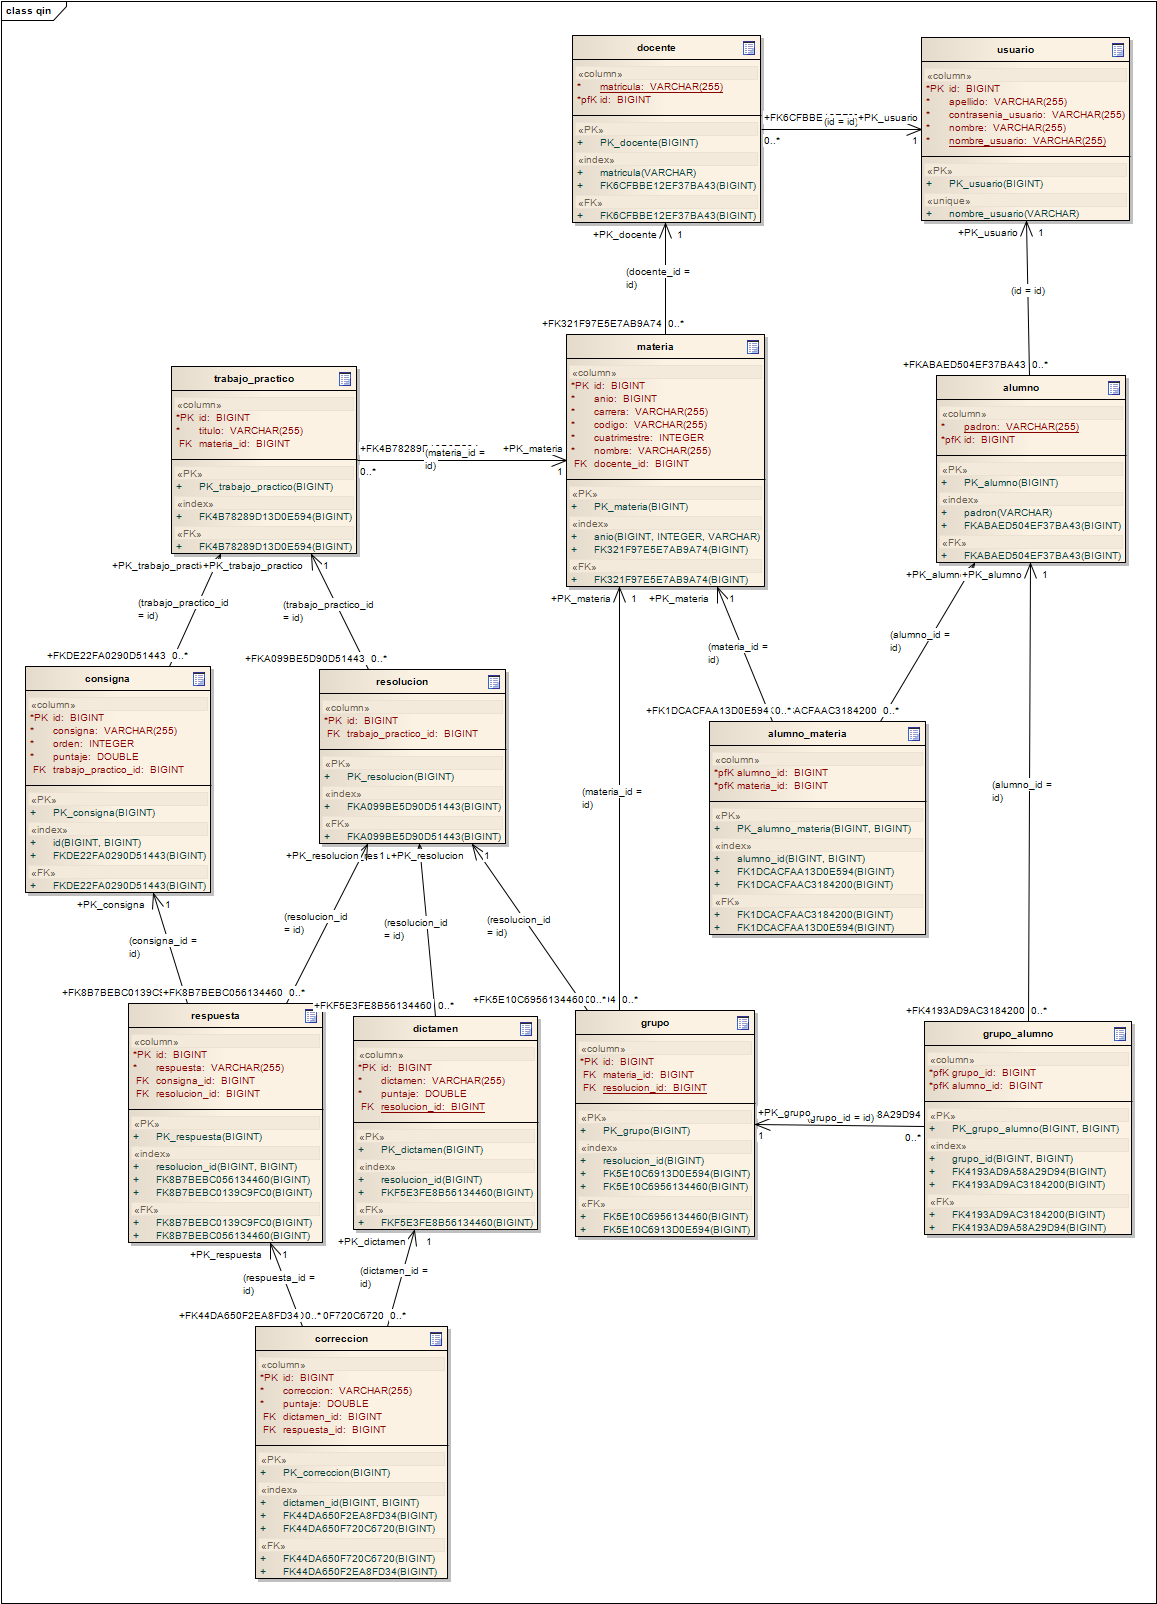 class qin
docente
«column»
* matricula: VARCHAR(255)
*pfK id: BIGINT
«PK»
+ PK_docente(BIGINT)
«index»
+ matricula(VARCHAR)
+ FK6CFBBE12EF37BA43(BIGINT)
«FK»
+ FK6CFBBE12EF37BA43(BIGINT)
usuario
«column»
*PK id: BIGINT
* apellido: VARCHAR(255)
* contrasenia_usuario: VARCHAR(255)
* nombre: VARCHAR(255)
* nombre_usuario: VARCHAR(255)
«PK»
+ PK_usuario(BIGINT)
«unique»
+ nombre_usuario(VARCHAR)
+FK6CFBBE
(id = id)
+PK_usuario
0..*
1
+PK_docente 1
(docente_id =
id)
+FK321F97E5E7AB9A74 0..*
+PK_usuario 1
(id = id)
+FKABAED504EF37BA43 0..*
materia
«column»
*PK id: BIGINT
* anio: BIGINT
* carrera: VARCHAR(255)
* codigo: VARCHAR(255)
* cuatrimestre: INTEGER
* nombre: VARCHAR(255)
FK docente_id: BIGINT
«PK»
+ PK_materia(BIGINT)
«index»
+ anio(BIGINT, INTEGER, VARCHAR)
+ FK321F97E5E7AB9A74(BIGINT)
«FK»
+ FK321F97E5E7AB9A74(BIGINT)
trabajo_practico
«column»
*PK id: BIGINT
* titulo: VARCHAR(255)
FK materia_id: BIGINT
«PK»
+ PK_trabajo_practico(BIGINT)
«index»
+ FK4B78289D13D0E594(BIGINT)
«FK»
+ FK4B78289D13D0E594(BIGINT)
+FK4B78289
(materia_id =
id)
+PK_materia
0..*
1
alumno
«column»
* padron: VARCHAR(255)
*pfK id: BIGINT
«PK»
+ PK_alumno(BIGINT)
«index»
+ padron(VARCHAR)
+ FKABAED504EF37BA43(BIGINT)
«FK»
+ FKABAED504EF37BA43(BIGINT)
+PK_trabajo_practi
+PK_trabajo_practico
1
(trabajo_practico_id
= id)
(trabajo_practico_id
= id)
+FKDE22FA0290D51443 0..*
+FKA099BE5D90D51443 0..*
+PK_materia 1
+PK_materia 1
(materia_id =
id)
(materia_id =
id)
+PK_alumn
+PK_alumno 1
(alumno_id =
id)
(alumno_id =
id)
+FK1DCACFAA13D0E594
0..*
ACFAAC3184200 0..*
consigna
«column»
*PK id: BIGINT
* consigna: VARCHAR(255)
* orden: INTEGER
* puntaje: DOUBLE
FK trabajo_practico_id: BIGINT
«PK»
+ PK_consigna(BIGINT)
«index»
+ id(BIGINT, BIGINT)
+ FKDE22FA0290D51443(BIGINT)
«FK»
+ FKDE22FA0290D51443(BIGINT)
resolucion
«column»
*PK id: BIGINT
FK trabajo_practico_id: BIGINT
«PK»
+ PK_resolucion(BIGINT)
«index»
+ FKA099BE5D90D51443(BIGINT)
«FK»
+ FKA099BE5D90D51443(BIGINT)
alumno_materia
«column»
*pfK alumno_id: BIGINT
*pfK materia_id: BIGINT
«PK»
+ PK_alumno_materia(BIGINT, BIGINT)
«index»
+ alumno_id(BIGINT, BIGINT)
+ FK1DCACFAA13D0E594(BIGINT)
+ FK1DCACFAAC3184200(BIGINT)
«FK»
+ FK1DCACFAAC3184200(BIGINT)
+ FK1DCACFAA13D0E594(BIGINT)
+PK_consigna 1
(consigna_id =
id)
+PK_resolucion
1
+PK_resolucion
1
(resolucion_id
= id)
(resolucion_id
= id)
(resolucion_id
= id)
+FK8B7BEBC0139C9
+FK8B7BEBC056134460 0..*
+FKF5E3FE8B56134460 0..*
+FK5E10C6956134460
0..*
0..*
+FK4193AD9AC3184200 0..*
respuesta
«column»
*PK id: BIGINT
* respuesta: VARCHAR(255)
FK consigna_id: BIGINT
FK resolucion_id: BIGINT
«PK»
+ PK_respuesta(BIGINT)
«index»
+ resolucion_id(BIGINT, BIGINT)
+ FK8B7BEBC056134460(BIGINT)
+ FK8B7BEBC0139C9FC0(BIGINT)
«FK»
+ FK8B7BEBC0139C9FC0(BIGINT)
+ FK8B7BEBC056134460(BIGINT)
dictamen
«column»
*PK id: BIGINT
* dictamen: VARCHAR(255)
* puntaje: DOUBLE
FK resolucion_id: BIGINT
«PK»
+ PK_dictamen(BIGINT)
«index»
+ resolucion_id(BIGINT)
+ FKF5E3FE8B56134460(BIGINT)
«FK»
+ FKF5E3FE8B56134460(BIGINT)
grupo
«column»
*PK id: BIGINT
FK materia_id: BIGINT
FK resolucion_id: BIGINT
«PK»
+ PK_grupo(BIGINT)
«index»
+ resolucion_id(BIGINT)
+ FK5E10C6913D0E594(BIGINT)
+ FK5E10C6956134460(BIGINT)
«FK»
+ FK5E10C6956134460(BIGINT)
+ FK5E10C6913D0E594(BIGINT)
+PK_grupo
grupo_id = id)
8A29D94
1
0..*
grupo_alumno
«column»
*pfK grupo_id: BIGINT
*pfK alumno_id: BIGINT
«PK»
+ PK_grupo_alumno(BIGINT, BIGINT)
«index»
+ grupo_id(BIGINT, BIGINT)
+ FK4193AD9A58A29D94(BIGINT)
+ FK4193AD9AC3184200(BIGINT)
«FK»
+ FK4193AD9AC3184200(BIGINT)
+ FK4193AD9A58A29D94(BIGINT)
+PK_respuesta 1
+PK_dictamen 1
(respuesta_id =
id)
(dictamen_id =
id)
+FK44DA650F2EA8FD34
0..*
0F720C6720 0..*
correccion
«column»
*PK id: BIGINT
* correccion: VARCHAR(255)
* puntaje: DOUBLE
FK dictamen_id: BIGINT
FK respuesta_id: BIGINT
«PK»
+ PK_correccion(BIGINT)
«index»
+ dictamen_id(BIGINT, BIGINT)
+ FK44DA650F2EA8FD34(BIGINT)
+ FK44DA650F720C6720(BIGINT)
«FK»
+ FK44DA650F720C6720(BIGINT)
+ FK44DA650F2EA8FD34(BIGINT)